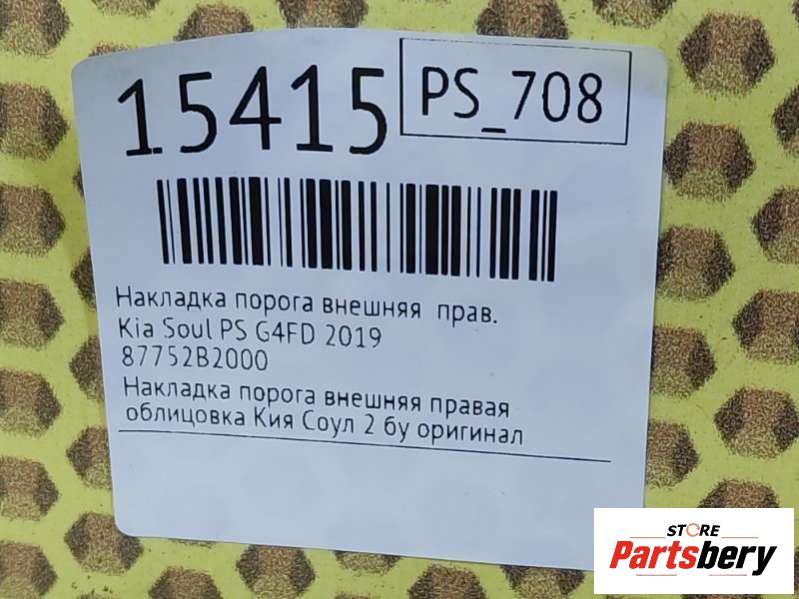 15415
PS_708
Накладка порога внешняя прав.
Kia Soul PS G4FD 2019
87752B2000
Накладка порога внешняя правая
облицовка Кия Соул 2 бу оригинал
STORE
Partsbery